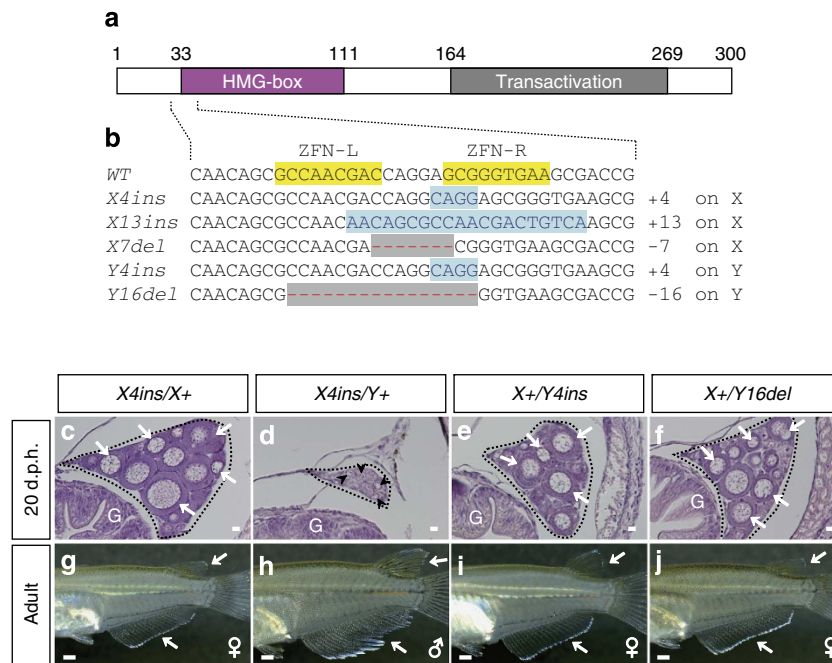 a
1 33 111 164 269 300
HMG-box Transactivation
b
ZFN-L ZFN-R
WT CAACAGCGCCAACGACCAGGAGCGGGTGAAGCGACCG
X4ins CAACAGCGCCAACGACCAGGCAGGAGCGGGTGAAGCG +4 on X
X13ins CAACAGCGCCAACAACAGCGCCAACGACTGTCAAGCG +13 on X
X7del CAACAGCGCCAACGA-------CGGGTGAAGCGACCG -7 on X
Y4ins CAACAGCGCCAACGACCAGGCAGGAGCGGGTGAAGCG +4 on Y
Y16del CAACAGCG----------------GGTGAAGCGACCG -16 on Y
X4ins/X+ X4ins/Y+ X+/Y4ins X+/Y16del
20 d.p.h.
c d e f
G G G
Adult
g h i j
♀ ♂ ♀ ♀